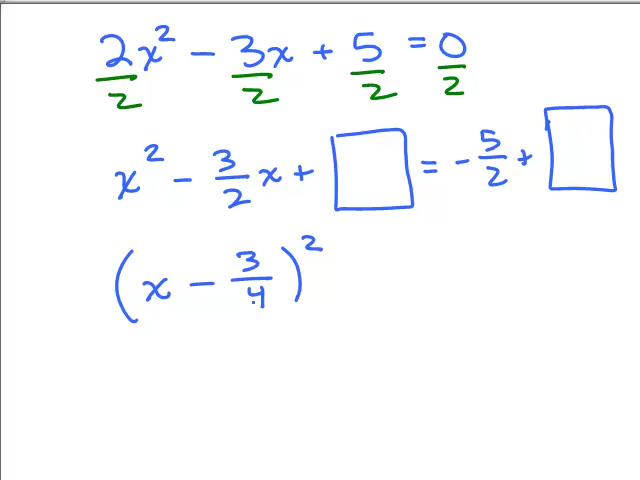 2x² - 3x + 5 = 0
2 2 2 2
x² - 3/2 x + □ = - 5/2 + □
(x - 3/4)²